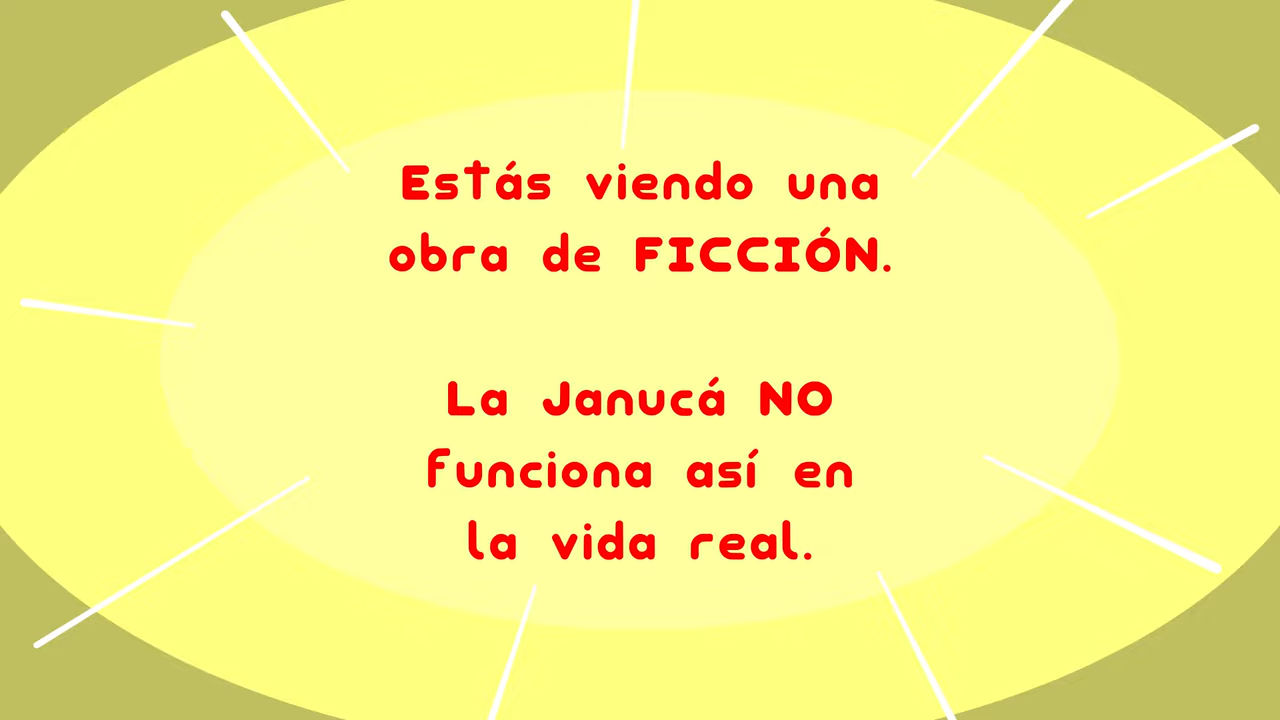 Estás viendo una
obra de FICCIÓN.
La Janucá NO
funciona así en
la vida real.